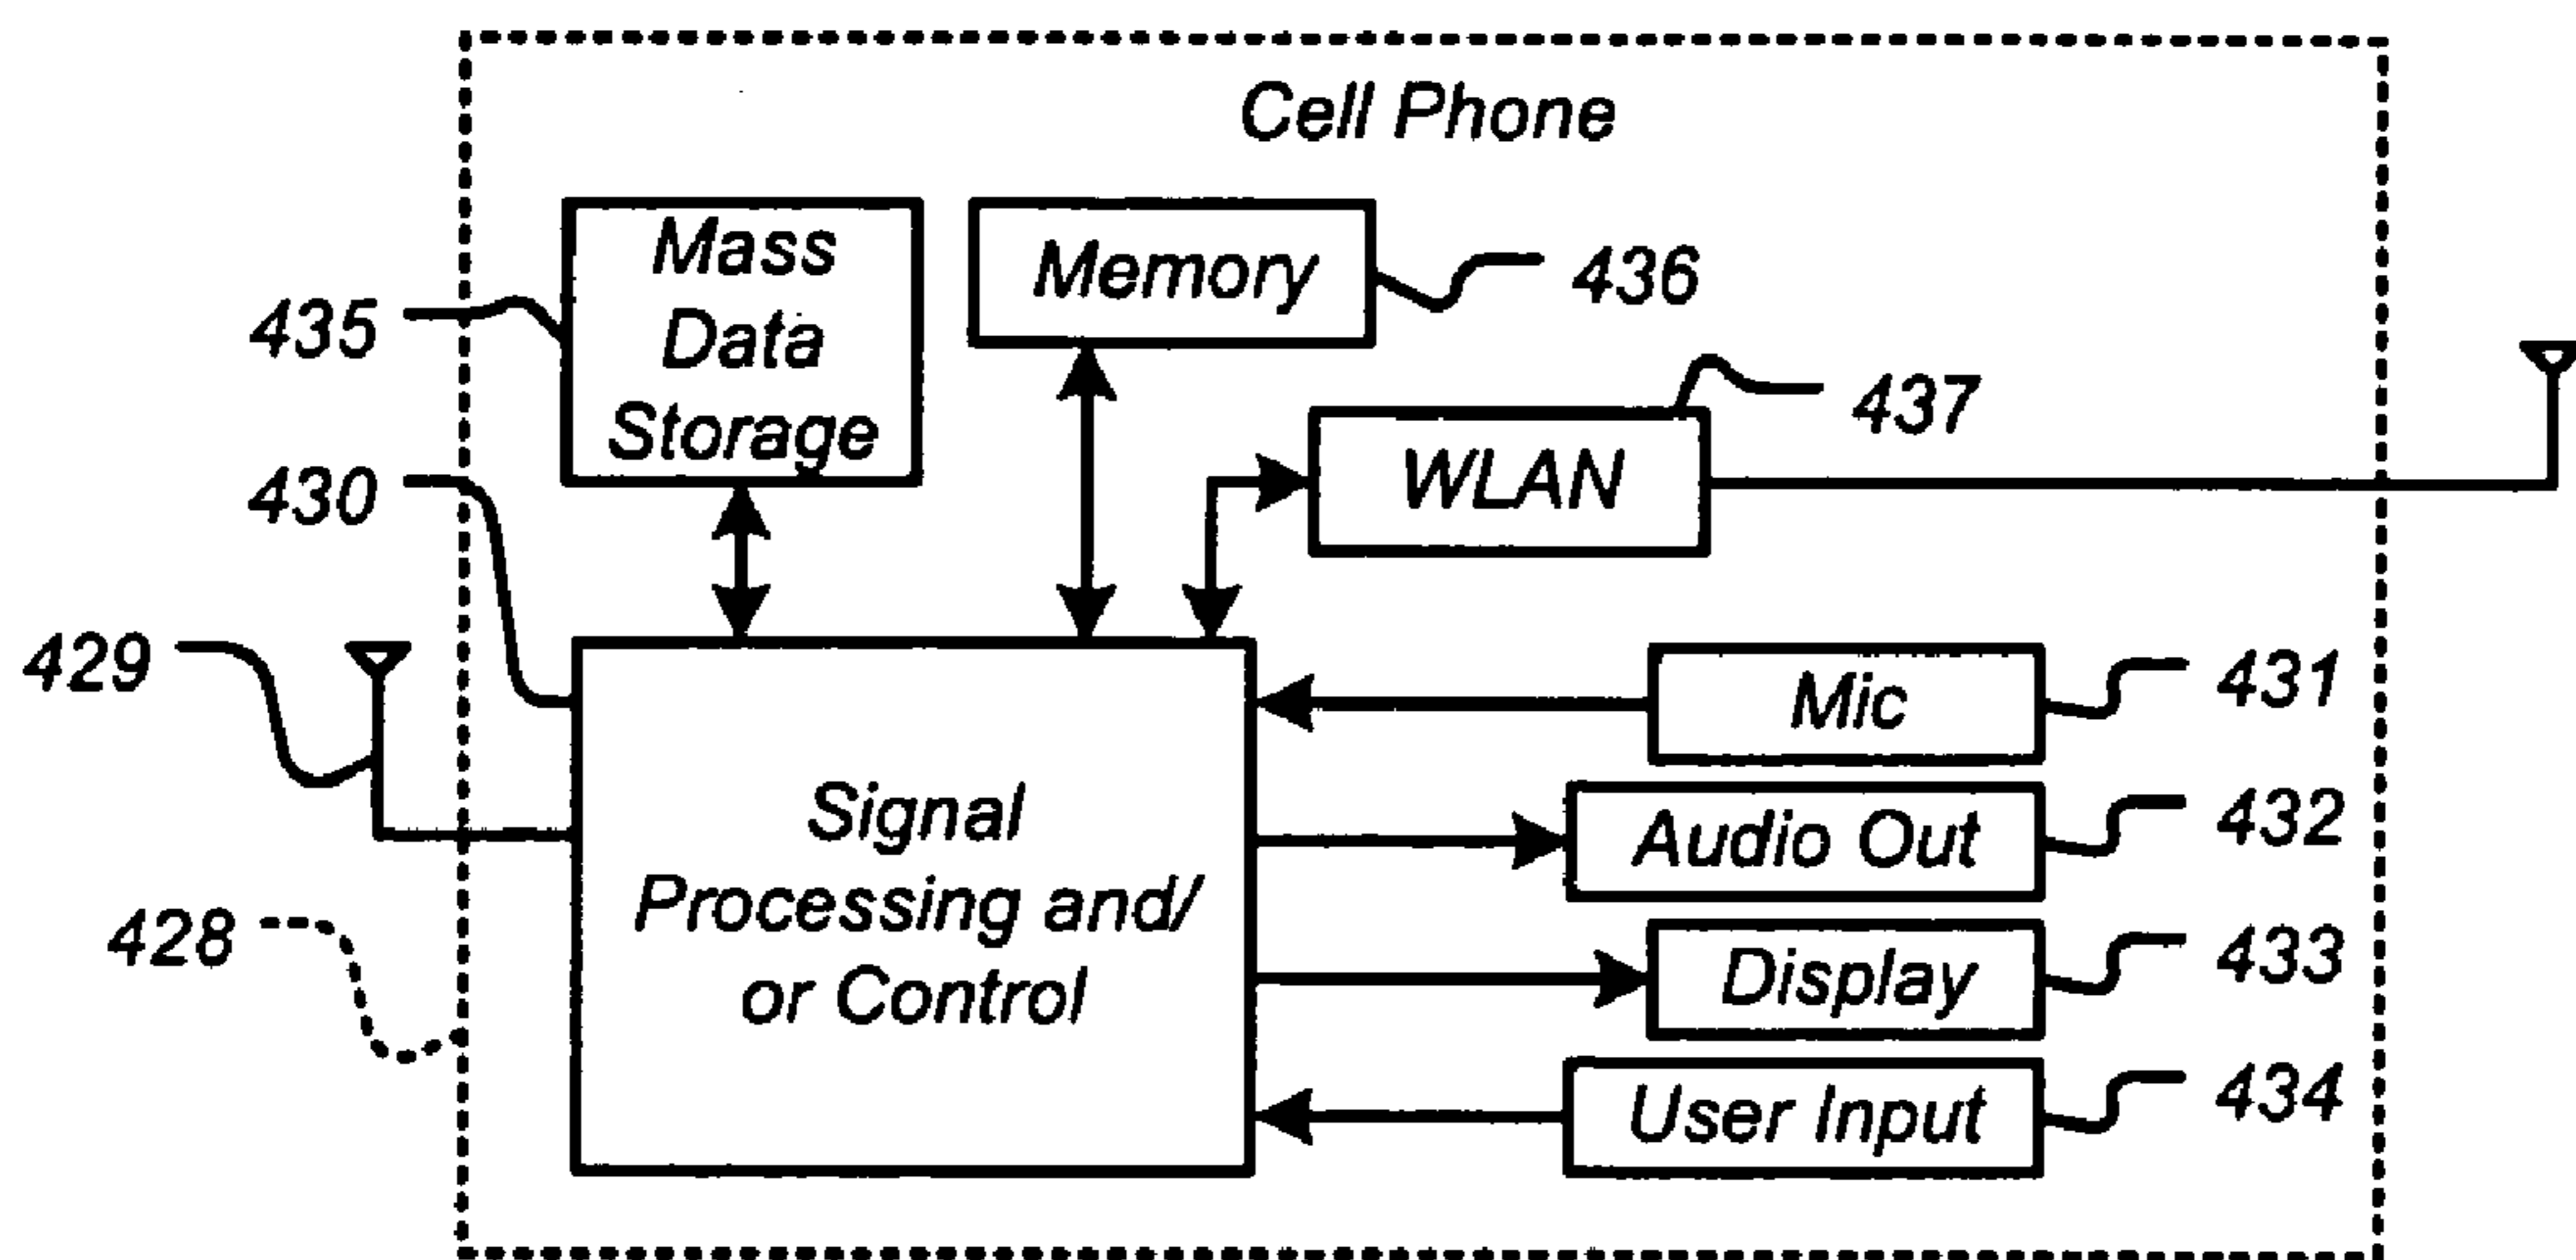 Cell Phone
Mass
Data
Storage
Memory
436
435
437
WLAN
430
429
Mic
431
Signal
Processing and/
or Control
Audio Out
432
428
Display
433
User Input
434